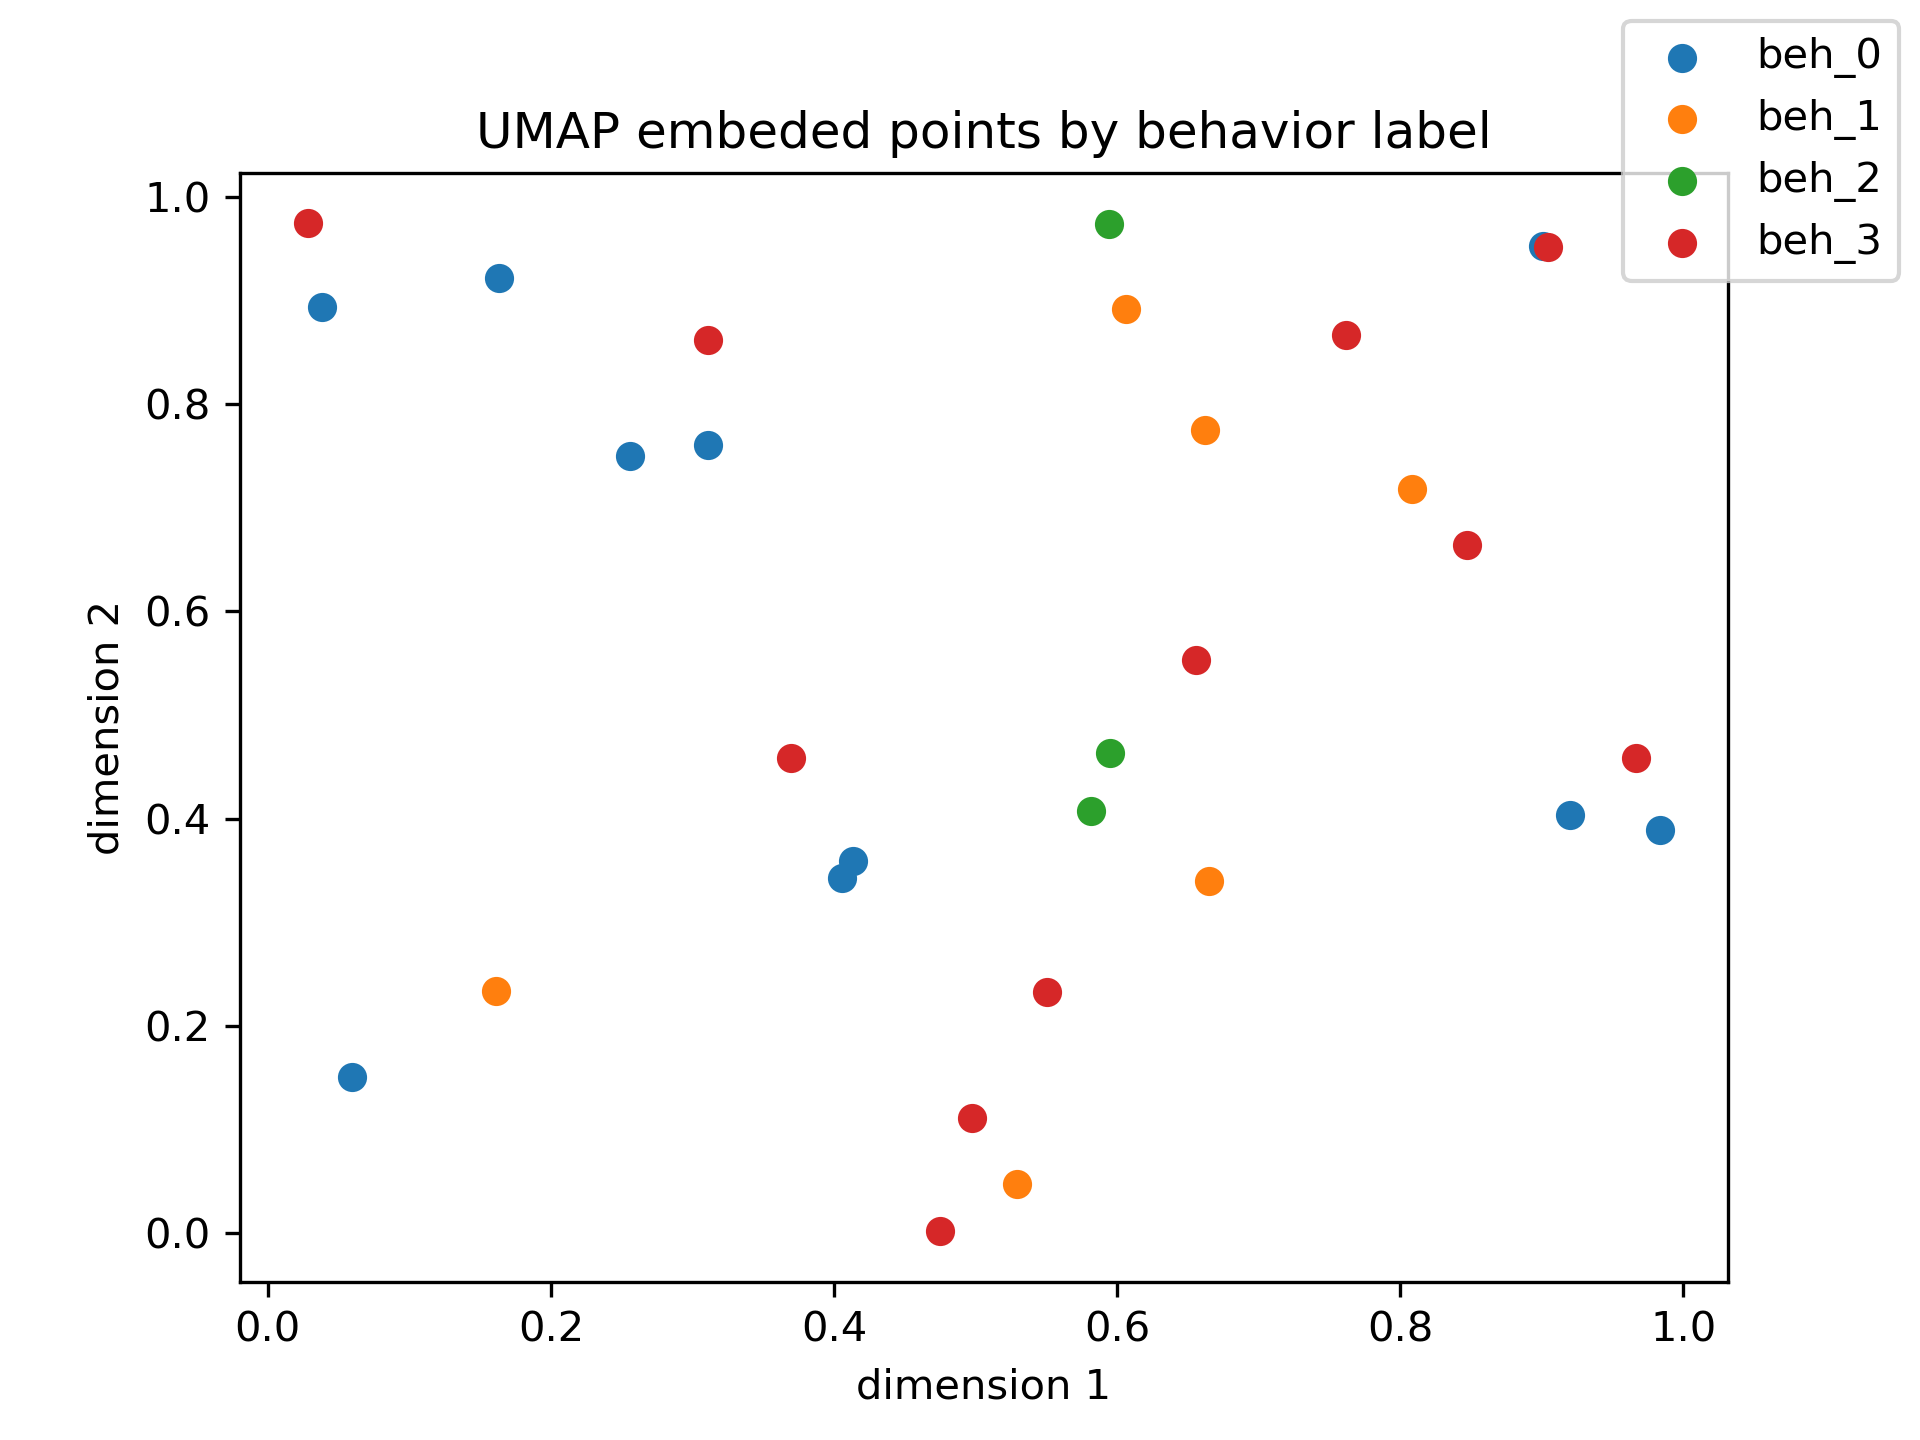 beh_0
beh_1
beh_2
beh_3
UMAP embeded points by behavior label
1.0
0.8
0.6
0.4
0.2
0.0
dimension 2
0.0 0.2 0.4 0.6 0.8 1.0
dimension 1